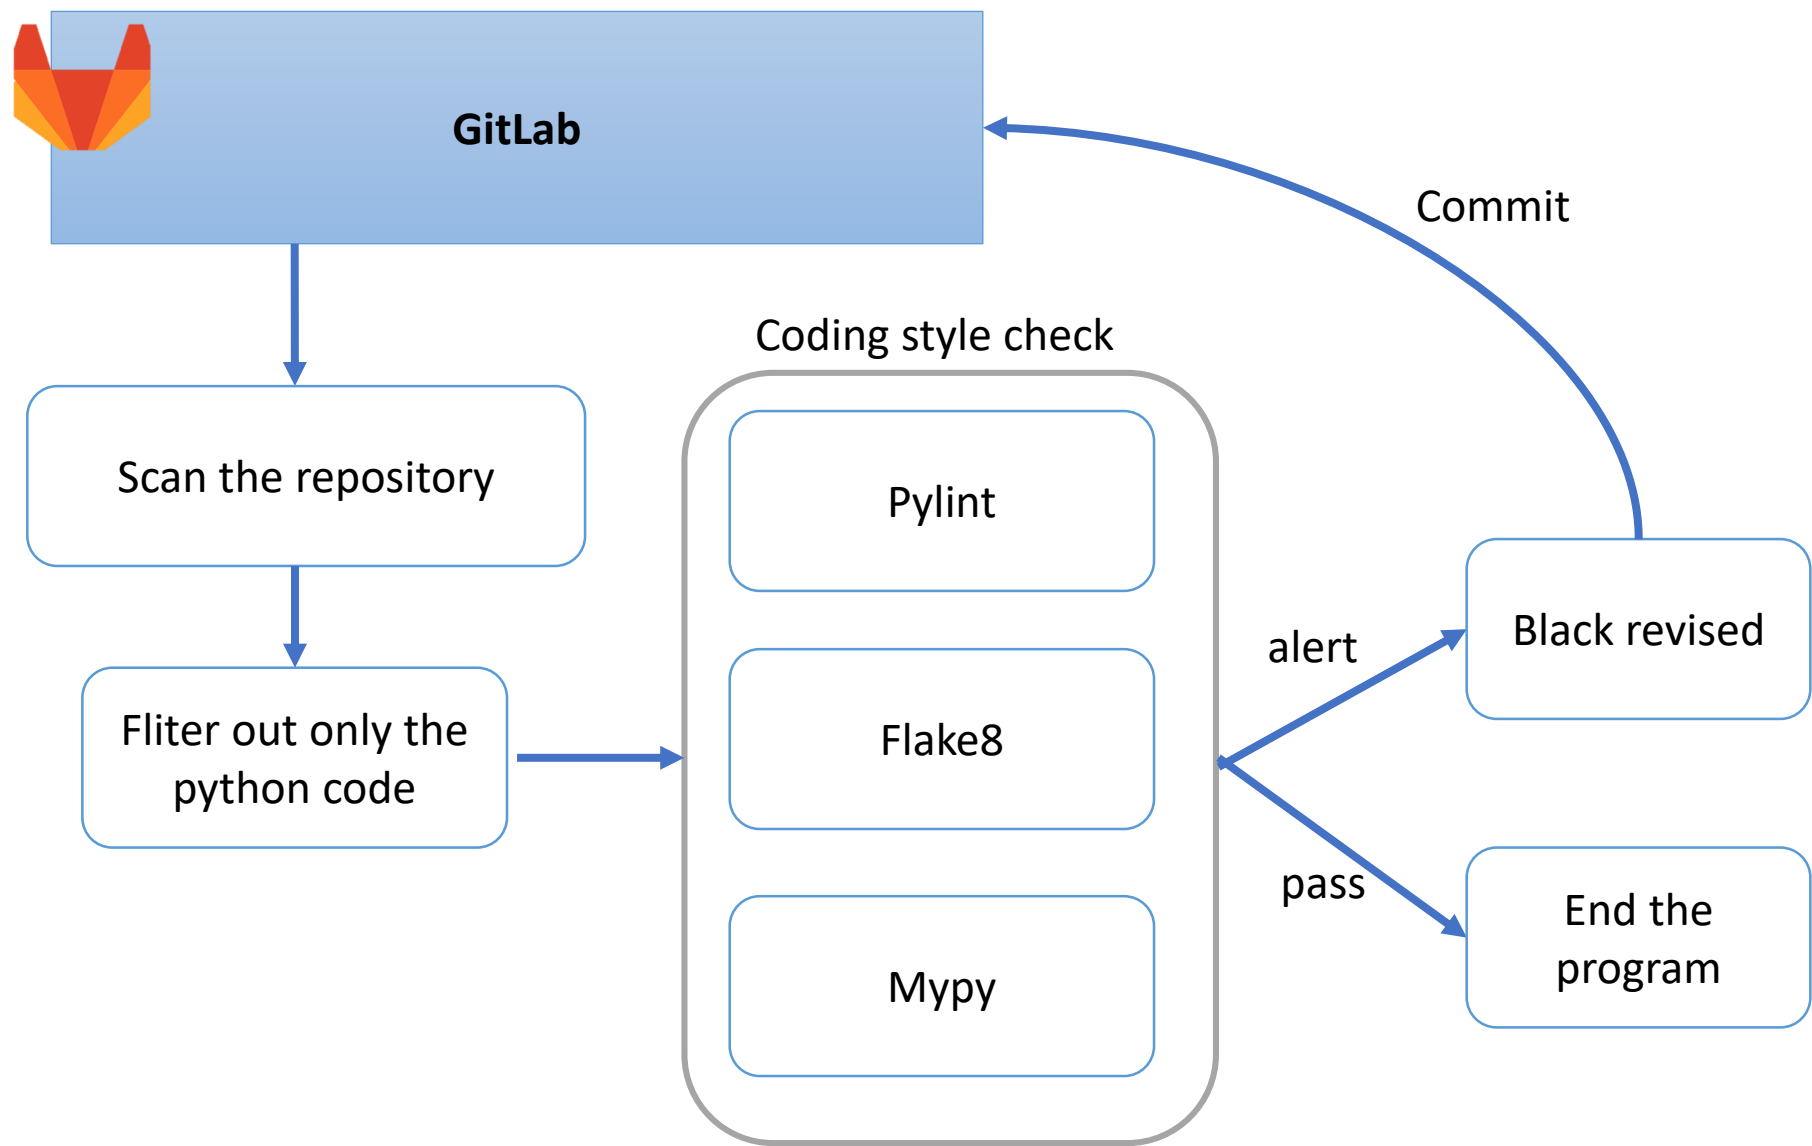 GitLab
Commit
Coding style check
Scan the repository
Pylint
Fliter out only the
python code
Flake8
Mypy
alert
pass
Black revised
End the
program